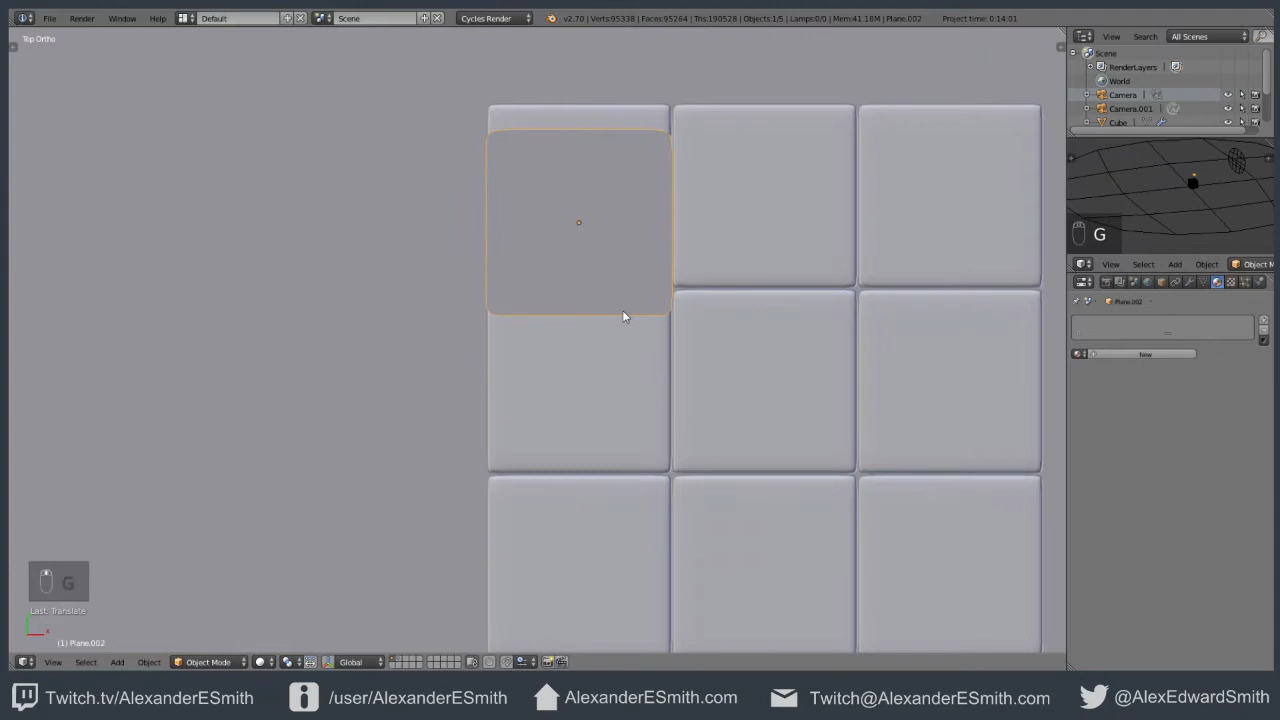 File Render Window Help Default Scene Cycles Render v2.70 | Verts:95338 | Faces:95264 | Tris:190528 | Objects:1/5 | Lamps:0/0 | Mem:41.18M | Plane.002 Project time: 0:14:01
Top Ortho
View Search All Scenes
Scene
RenderLayers
World
Camera
Camera.001
Cube
G
View Select Add Object Object M
Plane.002
New
G
Last: Translate
x
(1) Plane.002
View Select Add Object Object Mode Global
Twitch.tv/AlexanderESmith /user/AlexanderESmith AlexanderESmith.com Twitch@AlexanderESmith.com @AlexEdwardSmith